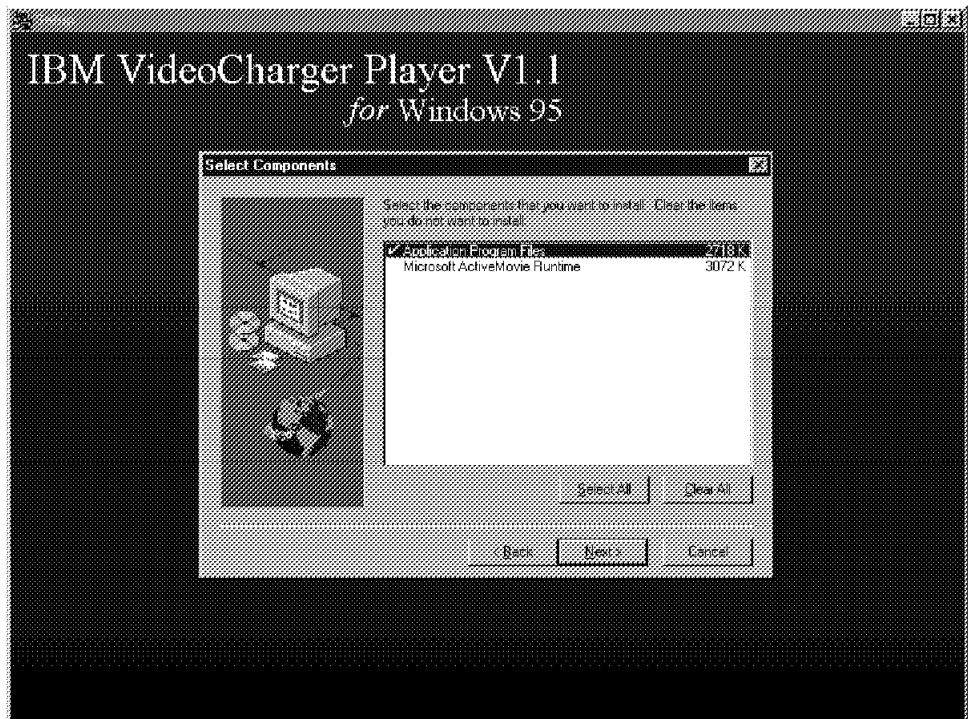 IBM VideoCharger Player V1.1
for Windows 95
Select Components
Select the components that you want to install. Clear the items
you do not want to install.
✔ Application Program Files 2718 K
Microsoft ActiveMovie Runtime 3072 K
Select All Clear All
< Back Next > Cancel